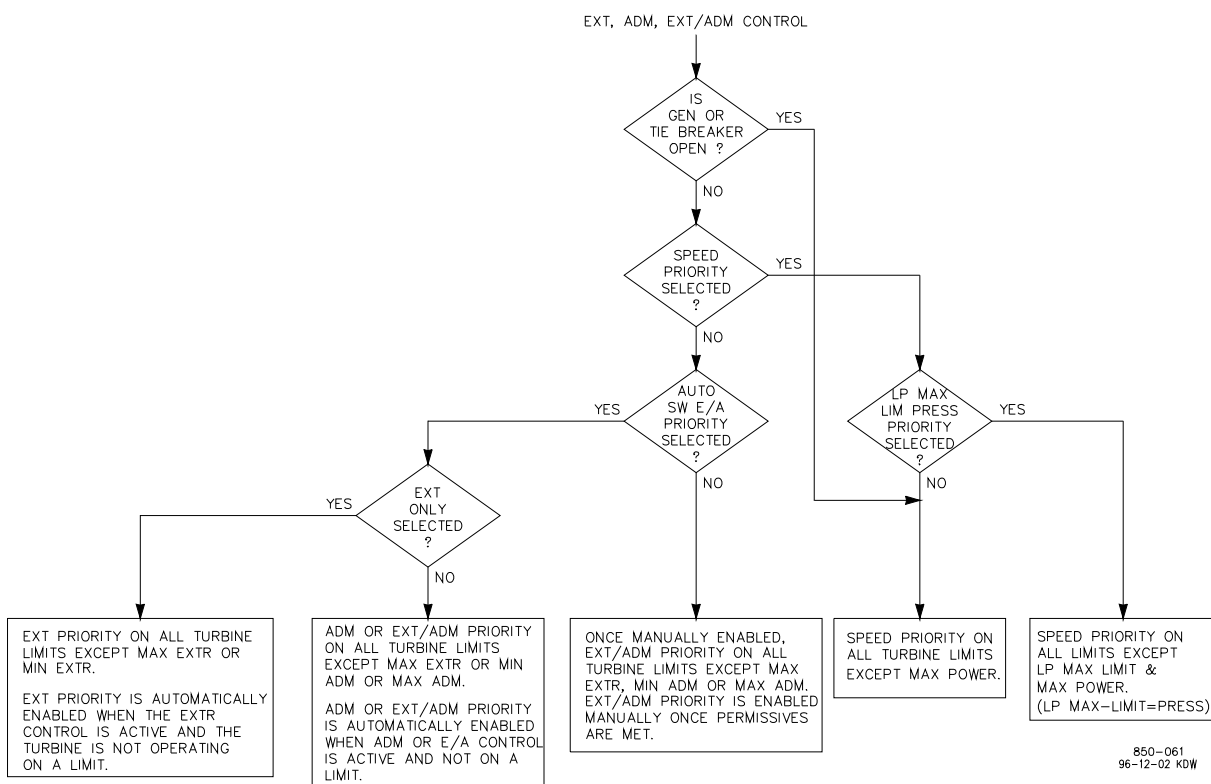 EXT, ADM, EXT/ADM CONTROL
IS
GEN OR
TIE BREAKER
OPEN ?
YES
NO
SPEED
PRIORITY
SELECTED
?
YES
NO
AUTO
SW E/A
PRIORITY
SELECTED
?
YES
NO
LP MAX
LIM PRESS
PRIORITY
SELECTED
?
YES
NO
EXT
ONLY
SELECTED
?
YES
NO
EXT PRIORITY ON ALL TURBINE
LIMITS EXCEPT MAX EXTR OR
MIN EXTR.
EXT PRIORITY IS AUTOMATICALLY
ENABLED WHEN THE EXTR
CONTROL IS ACTIVE AND THE
TURBINE IS NOT OPERATING
ON A LIMIT.
ADM OR EXT/ADM PRIORITY
ON ALL TURBINE LIMITS
EXCEPT MAX EXTR OR MIN
ADM OR MAX ADM.
ADM OR EXT/ADM PRIORITY
IS AUTOMATICALLY ENABLED
WHEN ADM OR E/A CONTROL
IS ACTIVE AND NOT ON A
LIMIT.
ONCE MANUALLY ENABLED,
EXT/ADM PRIORITY ON ALL
TURBINE LIMITS EXCEPT MAX
EXTR, MIN ADM OR MAX ADM.
EXT/ADM PRIORITY IS ENABLED
MANUALLY ONCE PERMISSIVES
ARE MET.
SPEED PRIORITY ON
ALL TURBINE LIMITS
EXCEPT MAX POWER.
SPEED PRIORITY ON
ALL LIMITS EXCEPT
LP MAX LIMIT &
MAX POWER.
(LP MAX-LIMIT=PRESS)
850-061
96-12-02 KDW